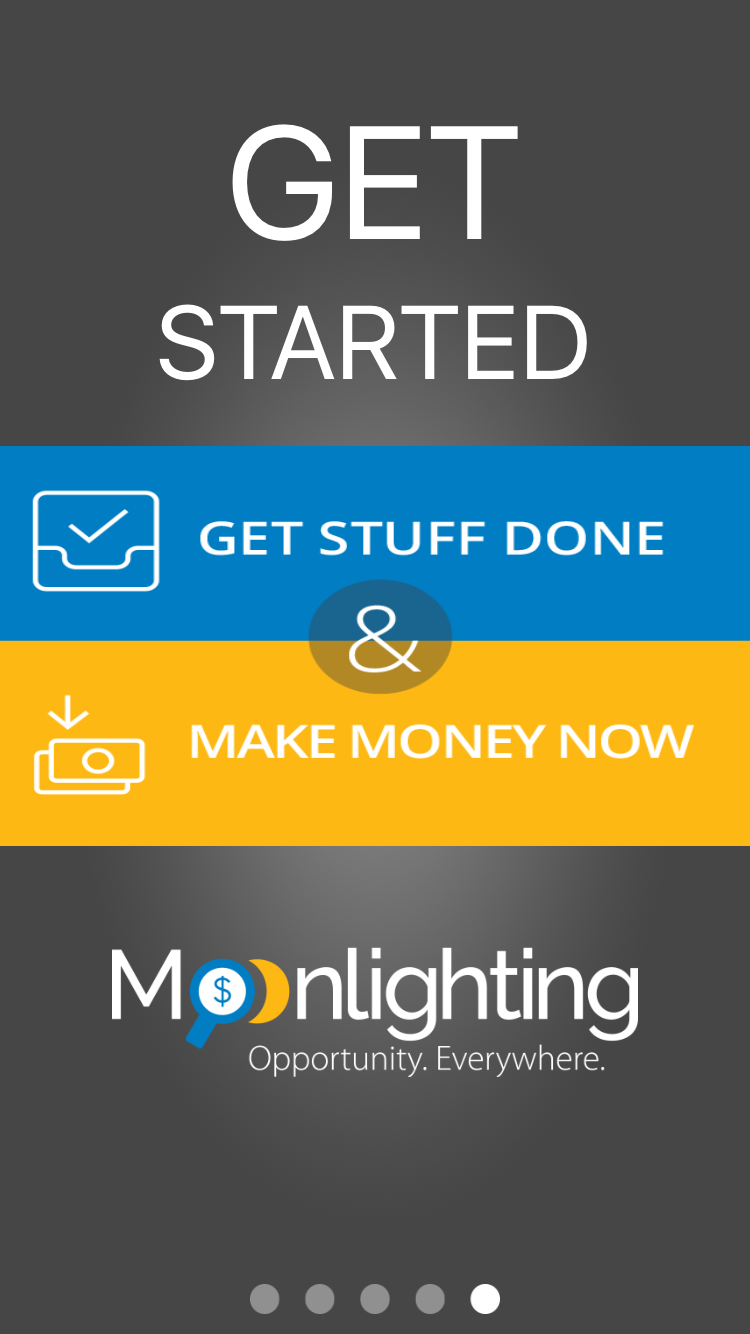 GET
STARTED
GET STUFF DONE
&
MAKE MONEY NOW
$
Moonlighting
Opportunity. Everywhere.